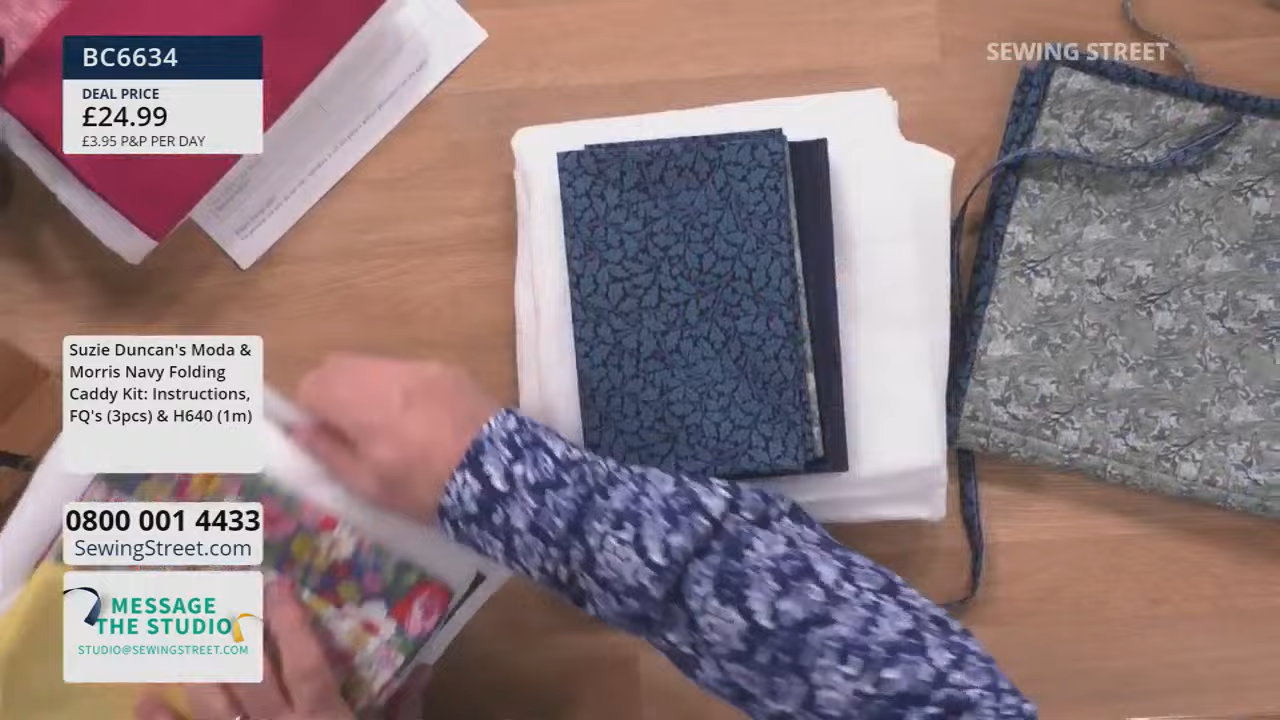 BC6634
DEAL PRICE
£24.99
£3.95 P&P PER DAY
SEWING STREET
Suzie Duncan's Moda &
Morris Navy Folding
Caddy Kit: Instructions,
FQ's (3pcs) & H640 (1m)
0800 001 4433
SewingStreet.com
MESSAGE
THE STUDIO
STUDIO@SEWINGSTREET.COM